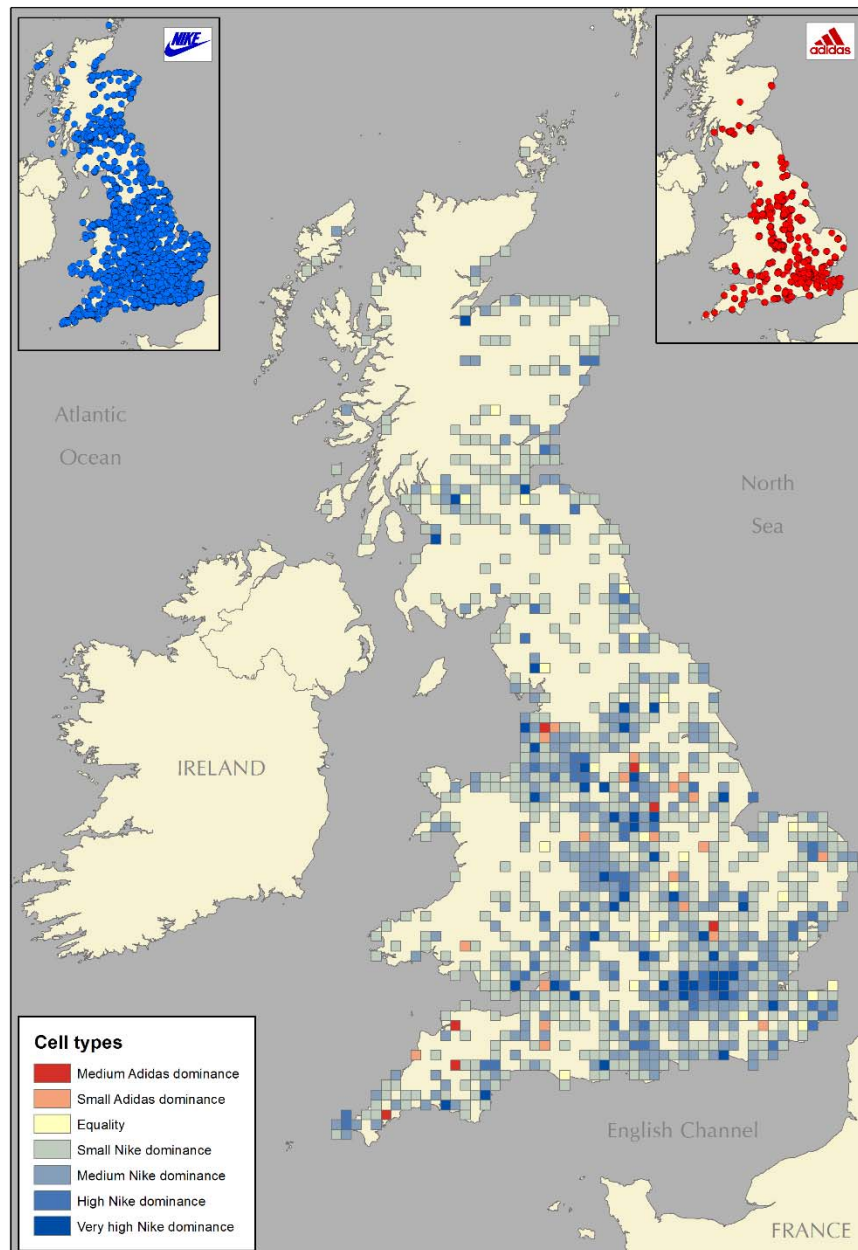 NIKE
adidas
Atlantic
Ocean
North
Sea
IRELAND
Cell types
Medium Adidas dominance
Small Adidas dominance
Equality
Small Nike dominance
Medium Nike dominance
High Nike dominance
Very high Nike dominance
English Channel
FRANCE